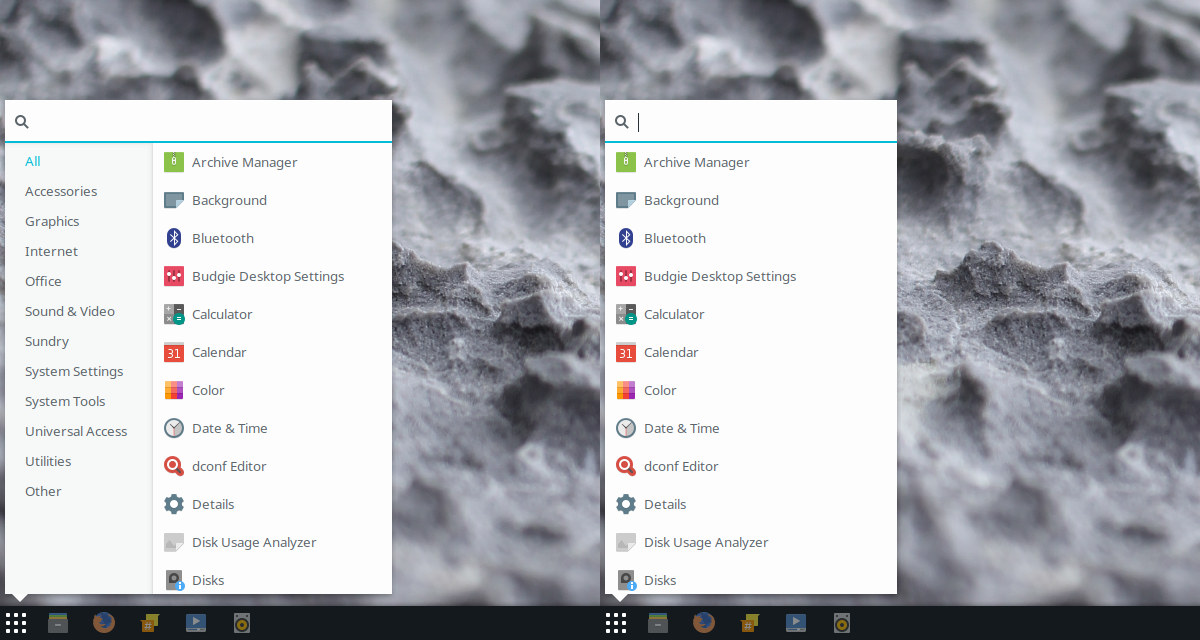 All
Accessories
Graphics
Internet
Office
Sound & Video
Sundry
System Settings
System Tools
Universal Access
Utilities
Other
Archive Manager
Background
Bluetooth
Budgie Desktop Settings
Calculator
31 Calendar
Color
Date & Time
dconf Editor
Details
Disk Usage Analyzer
Disks
Archive Manager
Background
Bluetooth
Budgie Desktop Settings
Calculator
31 Calendar
Color
Date & Time
dconf Editor
Details
Disk Usage Analyzer
Disks